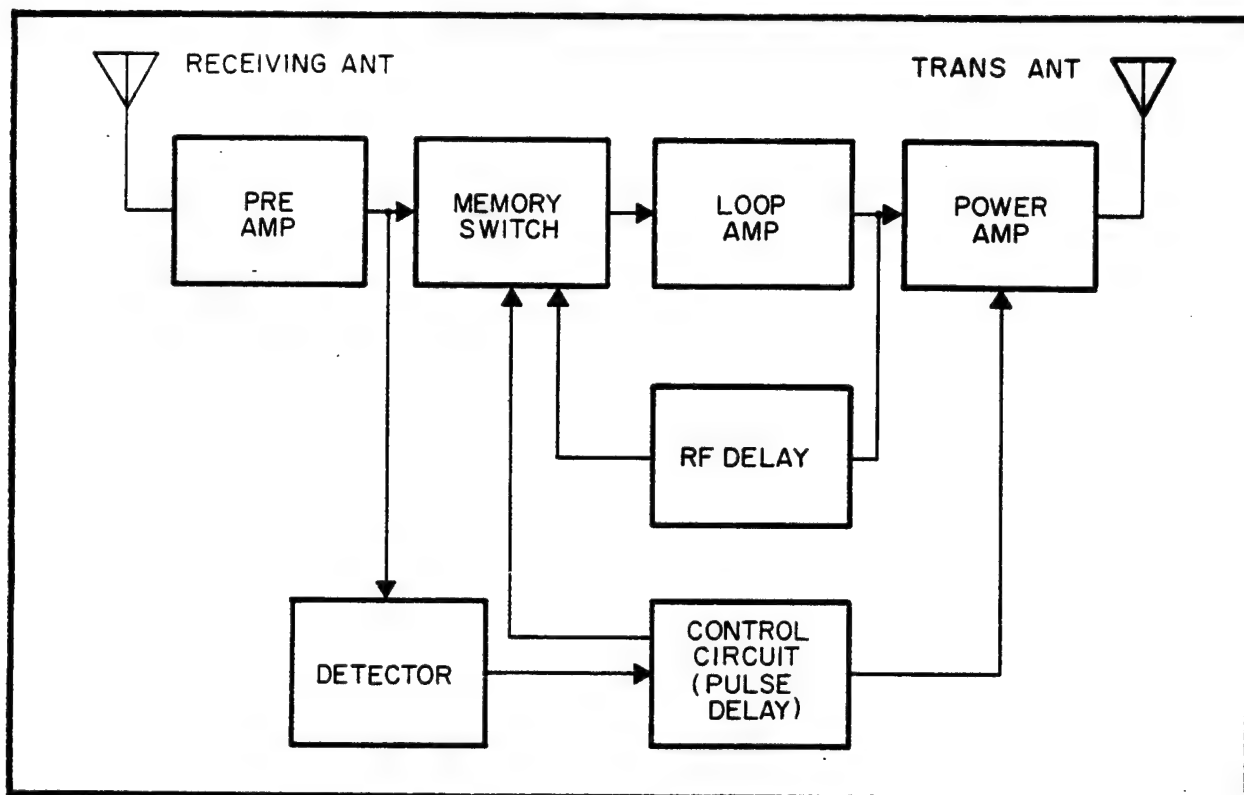 RECEIVING ANT
TRANS ANT
PRE
AMP
MEMORY
SWITCH
LOOP
AMP
POWER
AMP
RF DELAY
DETECTOR
CONTROL
CIRCUIT
(PULSE
DELAY)